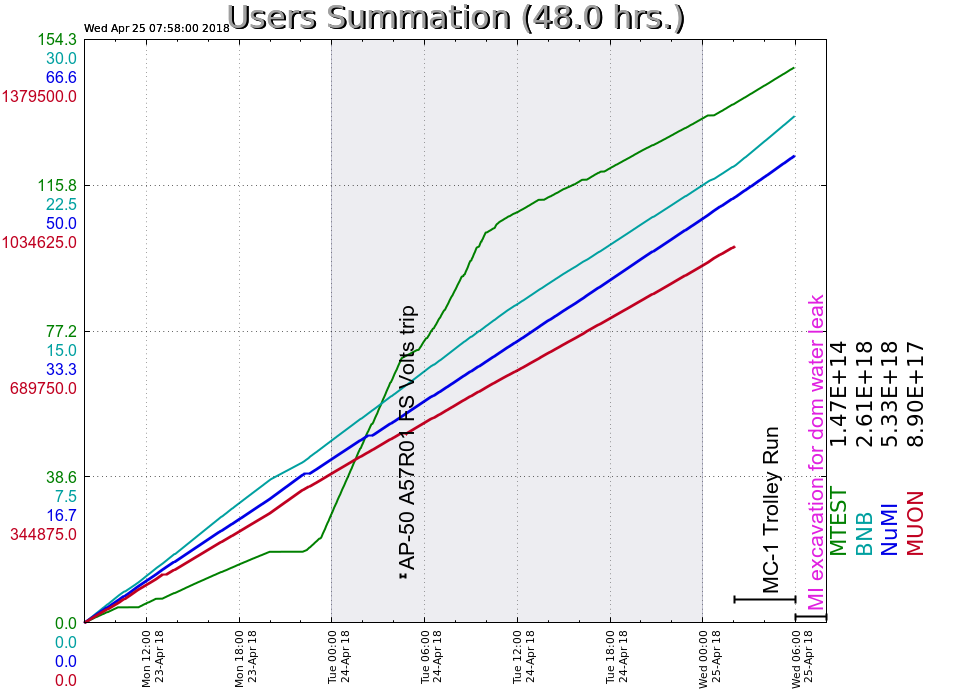 Users Summation (48.0 hrs.)
Wed Apr 25 07:58:00 2018
154.3
30.0
66.6
1379500.0
115.8
22.5
50.0
1034625.0
77.2
15.0
33.3
689750.0
38.6
7.5
16.7
344875.0
0.0
0.0
0.0
0.0
Mon 12:00
23-Apr 18
Mon 18:00
23-Apr 18
Tue 00:00
24-Apr 18
Tue 06:00
24-Apr 18
Tue 12:00
24-Apr 18
Tue 18:00
24-Apr 18
Wed 00:00
25-Apr 18
Wed 06:00
25-Apr 18
AP-50 A57R01 FS Volts trip
MC-1 Trolley Run
MI excavation for dom water leak
MTEST 1.47E+14
BNB 2.61E+18
NuMI 5.33E+18
MUON 8.90E+17